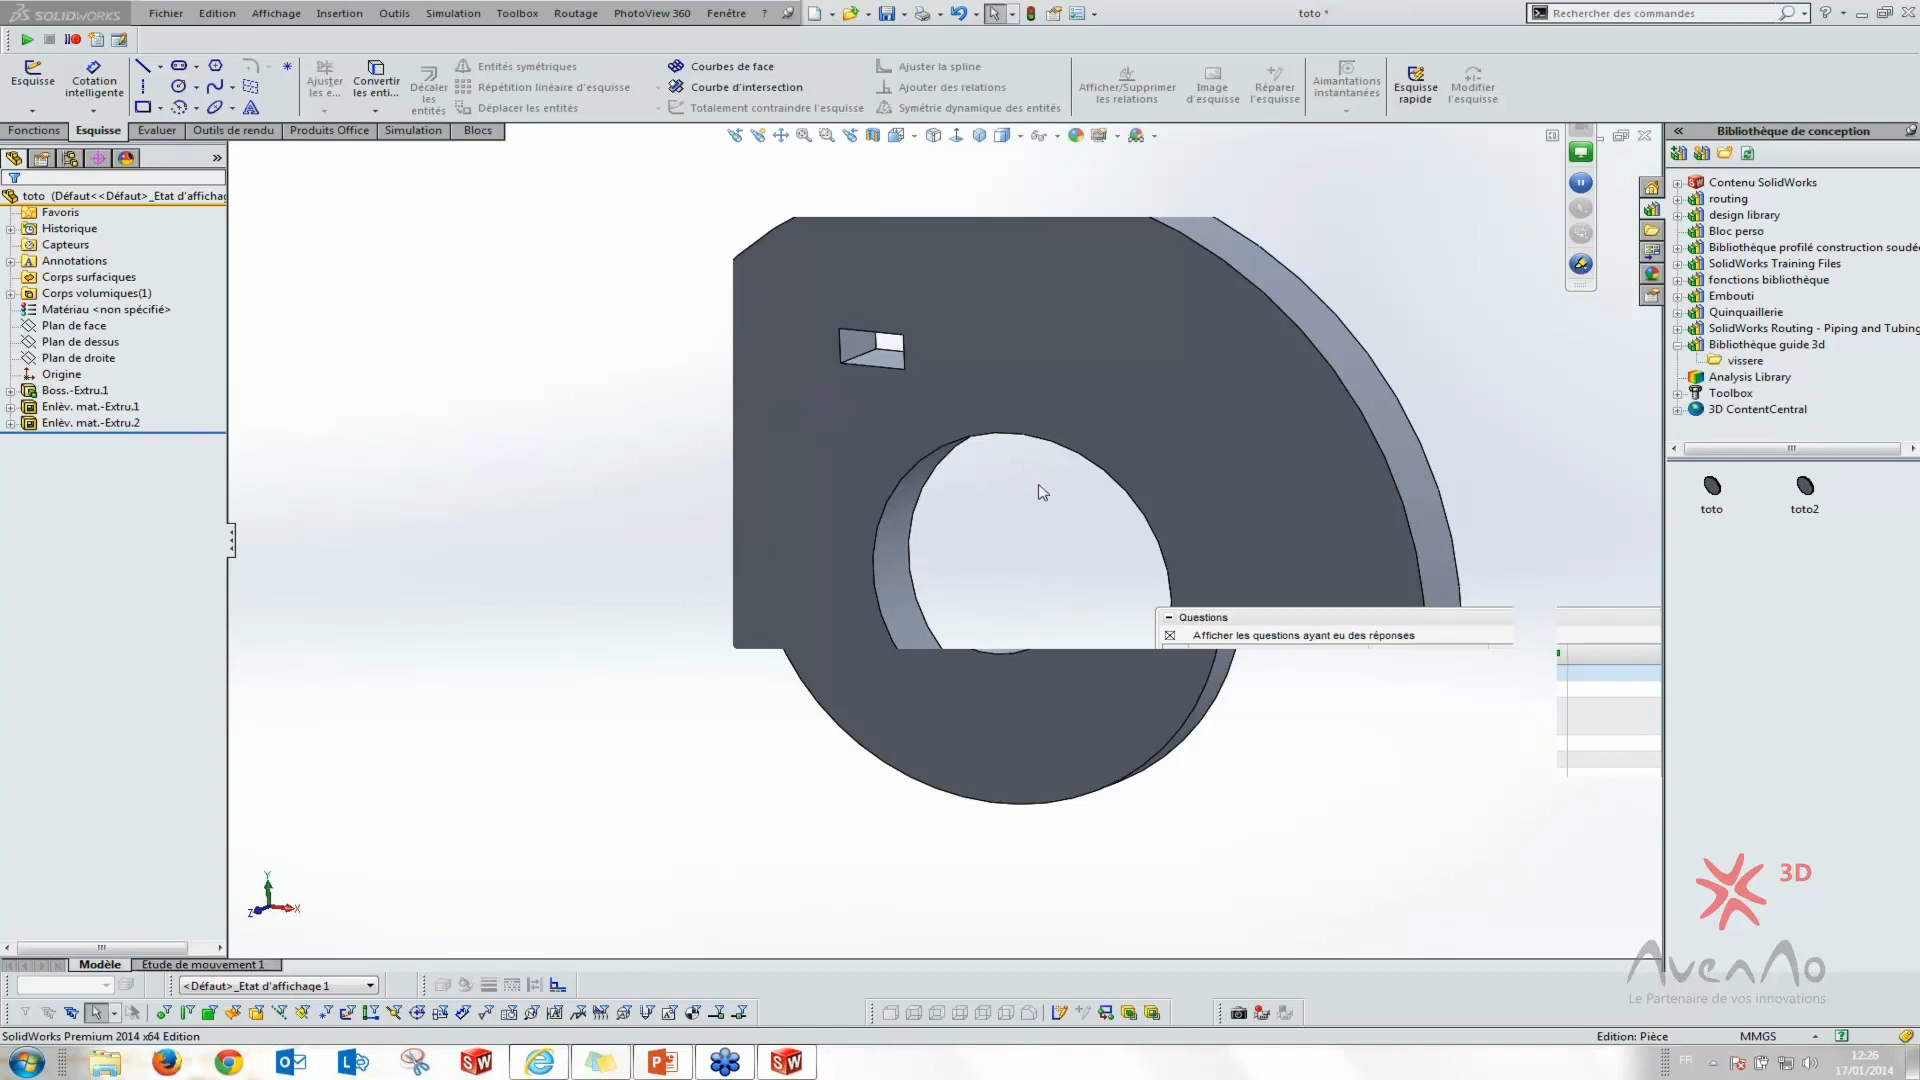 SOLIDWORKS Fichier Edition Affichage Insertion Outils Simulation Toolbox Routage PhotoView 360 Fenêtre ? toto * Rechercher des commandes
Esquisse
Cotation intelligente
Ajuster les e...
Convertir les enti...
Décaler les entités
Entités symétriques
Répétition linéaire d'esquisse
Déplacer les entités
Courbes de face
Courbe d'intersection
Totalement contraindre l'esquisse
Ajuster la spline
Ajouter des relations
Symétrie dynamique des entités
Afficher/Supprimer les relations
Image d'esquisse
Réparer l'esquisse
Aimantations instantanées
Esquisse rapide
Modifier l'esquisse
Fonctions Esquisse Evaluer Outils de rendu Produits Office Simulation Blocs
toto (Défaut<<Défaut>_Etat d'afficha
Favoris
Historique
Capteurs
Annotations
Corps surfaciques
Corps volumiques(1)
Matériau <non spécifié>
Plan de face
Plan de dessus
Plan de droite
Origine
Boss.-Extru.1
Enlèv. mat.-Extru.1
Enlèv. mat.-Extru.2
Questions
Afficher les questions ayant eu des réponses
Y
Z X
Bibliothèque de conception
Contenu SolidWorks
routing
design library
Bloc perso
Bibliothèque profilé construction soudée
SolidWorks Training Files
fonctions bibliothèque
Embouti
Quinquaillerie
SolidWorks Routing - Piping and Tubing
Bibliothèque guide 3d
vissere
Analysis Library
Toolbox
3D ContentCentral
toto toto2
3D
AvenAo
Le Partenaire de vos innovations
Modèle Etude de mouvement 1
<Défaut>_Etat d'affichage 1
SolidWorks Premium 2014 x64 Edition
Edition: Pièce MMGS
FR
12:26
17/01/2014